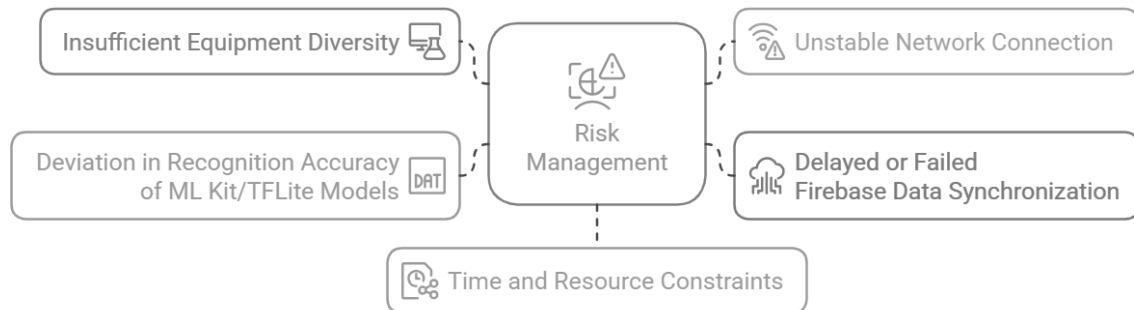 Insufficient Equipment Diversity
Unstable Network Connection
Risk
Management
Deviation in Recognition Accuracy
of ML Kit/TFLite Models
DAT
Delayed or Failed
Firebase Data Synchronization
Time and Resource Constraints